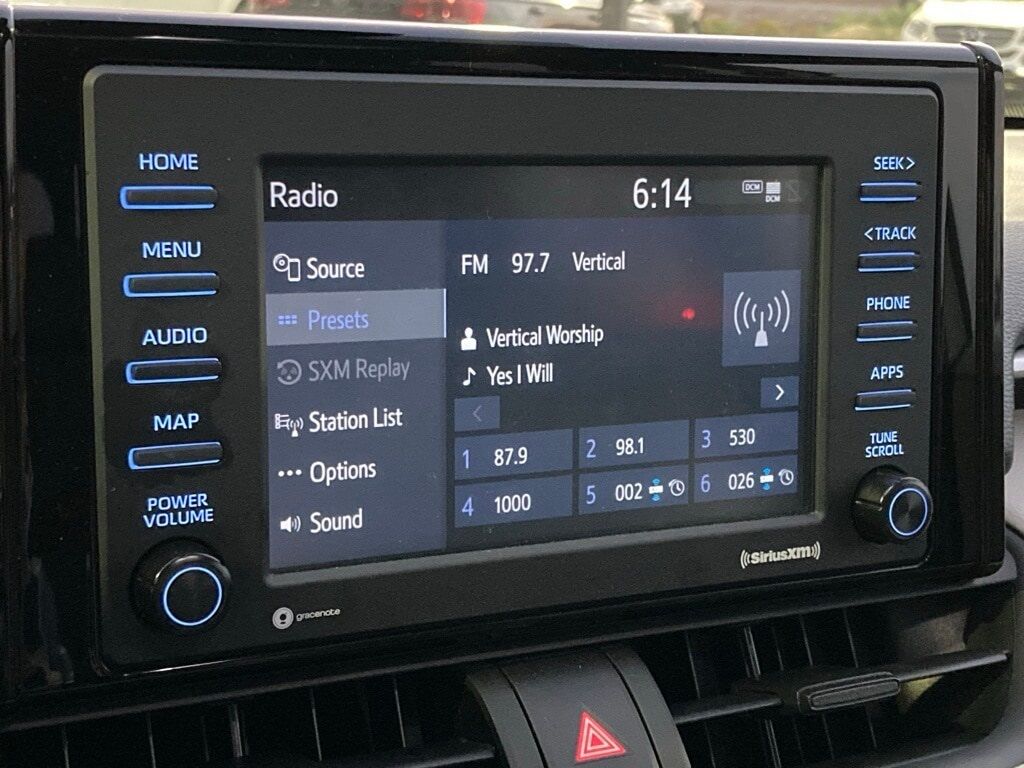 HOME
MENU
AUDIO
MAP
POWER
VOLUME
Radio
6:14
DCM
DCM
Source
Presets
SXM Replay
Station List
Options
Sound
FM 97.7 Vertical
Vertical Worship
Yes I Will
<
>
1 87.9
2 98.1
3 530
4 1000
5 002
6 026
SEEK>
<TRACK
PHONE
APPS
TUNE
SCROLL
gracenote
((SiriusXM))